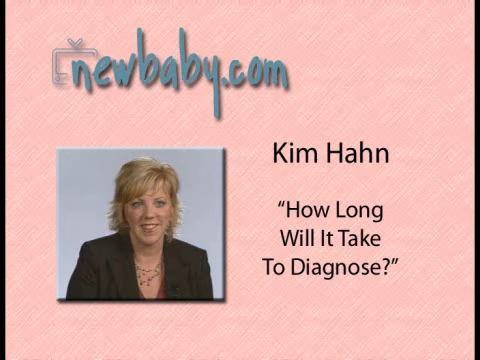 newbaby.com
Kim Hahn
“How Long
Will It Take
To Diagnose?”